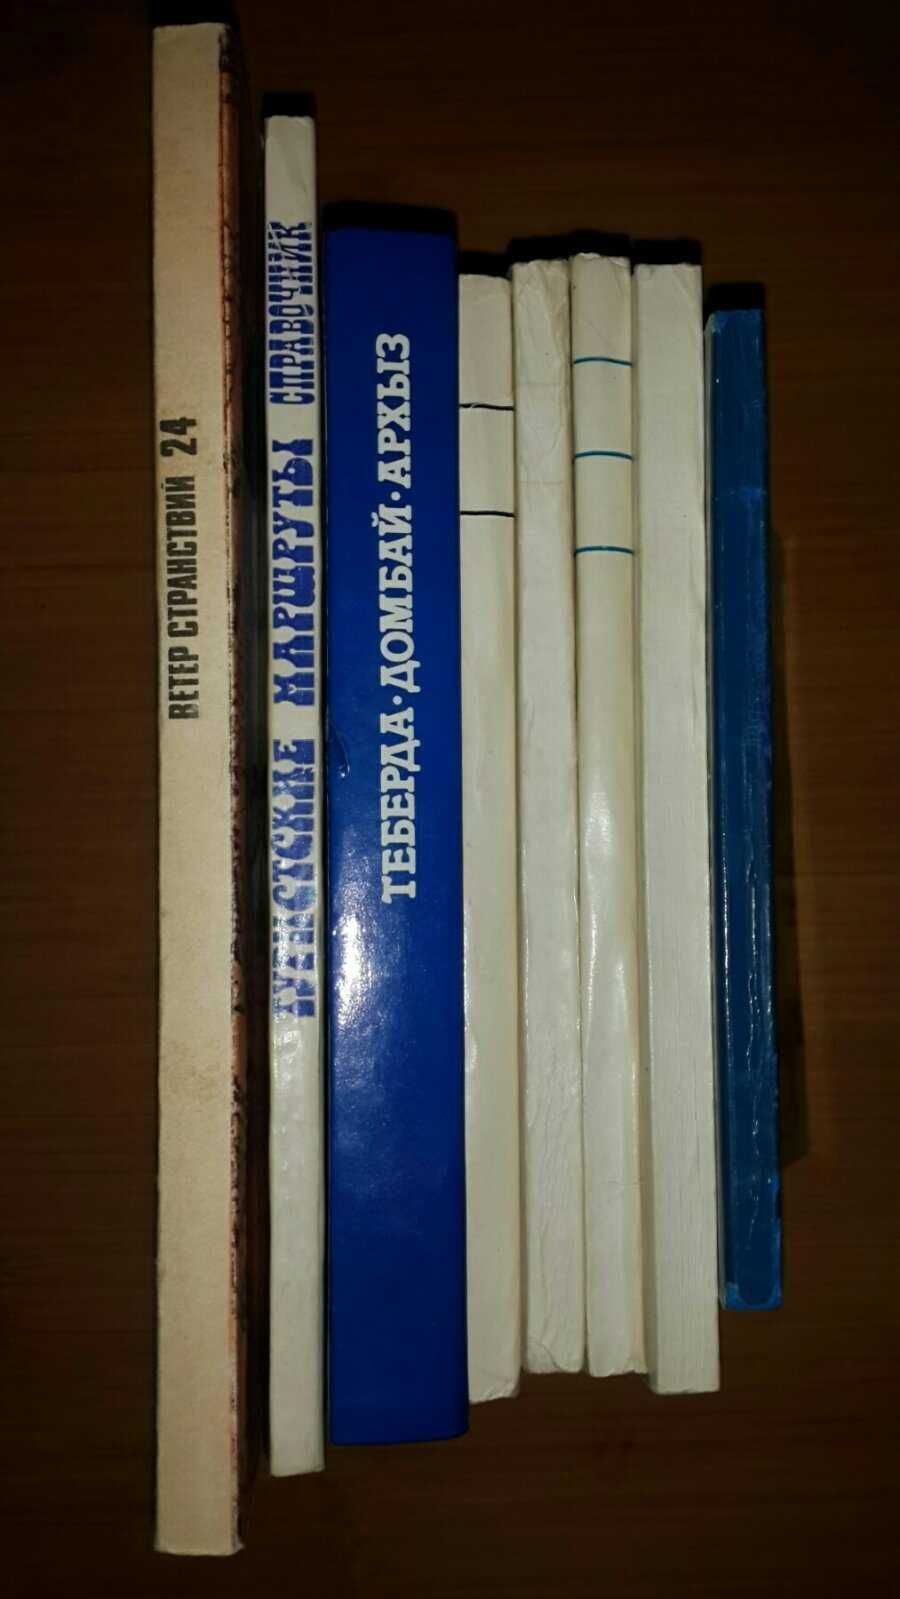 ВЕТЕР СТРАНСТВИЙ 24
ТУРИСТСКИЕ МАРШРУТЫ СПРАВОЧНИК
ТЕБЕРДА·ДОМБАЙ·АРХЫЗ